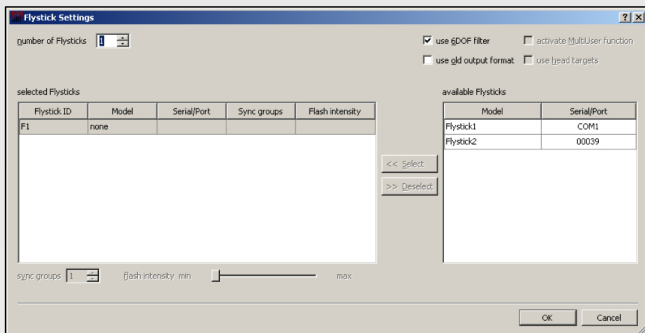 Flystick Settings
number of Flysticks 1
use 6DOF filter activate MultiUser function
use old output format use head targets
selected Flysticks available Flysticks
Flystick ID Model Serial/Port Sync groups Flash intensity Model Serial/Port
F1 none Flystick1 COM1
Flystick2 00039
<< Select
>> Deselect
sync groups 1 flash intensity min max
OK Cancel